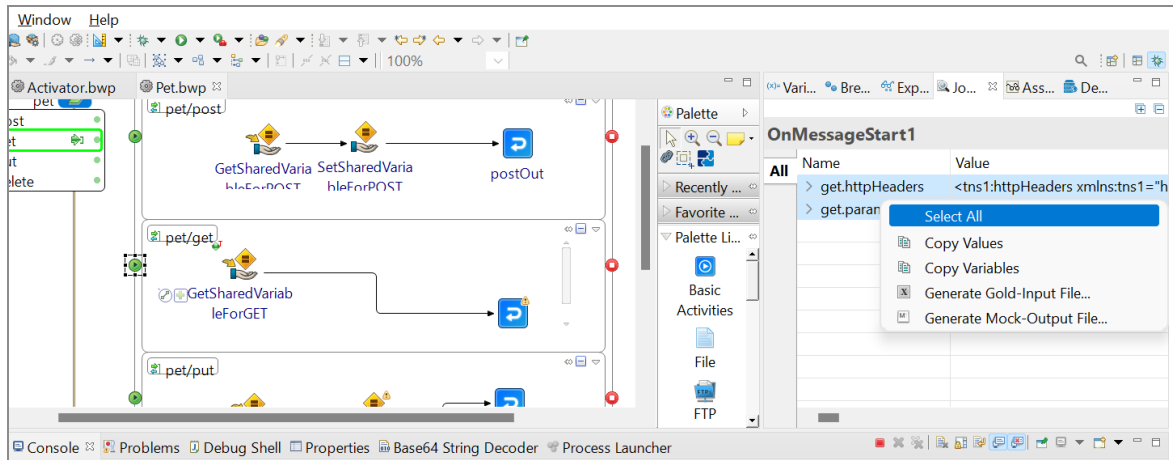 Window Help
100%
Activator.bwp
Pet.bwp
pet
ost
et
ut
elete
pet/post
GetSharedVaria
bleForPOST
SetSharedVaria
bleForPOST
postOut
pet/get
GetSharedVariab
leForGET
pet/put
Palette
Recently ...
Favorite ...
Palette Li...
Basic
Activities
File
FTP
(x)= Vari... Bre... Exp... Jo... Ass... De...
OnMessageStart1
All
Name Value
get.httpHeaders <tns1:httpHeaders xmlns:tns1="h
get.param
Select All
Copy Values
Copy Variables
Generate Gold-Input File...
Generate Mock-Output File...
Console Problems Debug Shell Properties Base64 String Decoder Process Launcher